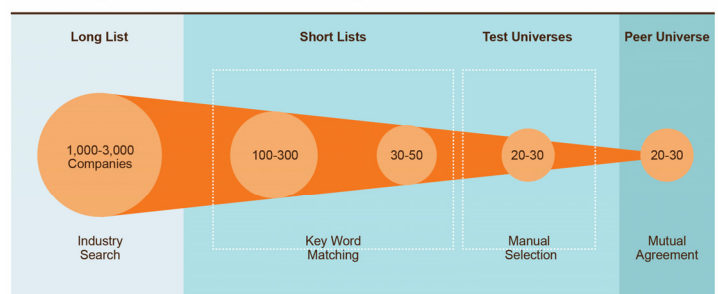 Long List
Short Lists
Test Universes
Peer Universe
1,000-3,000
Companies
100-300
30-50
20-30
20-30
Industry
Search
Key Word
Matching
Manual
Selection
Mutual
Agreement